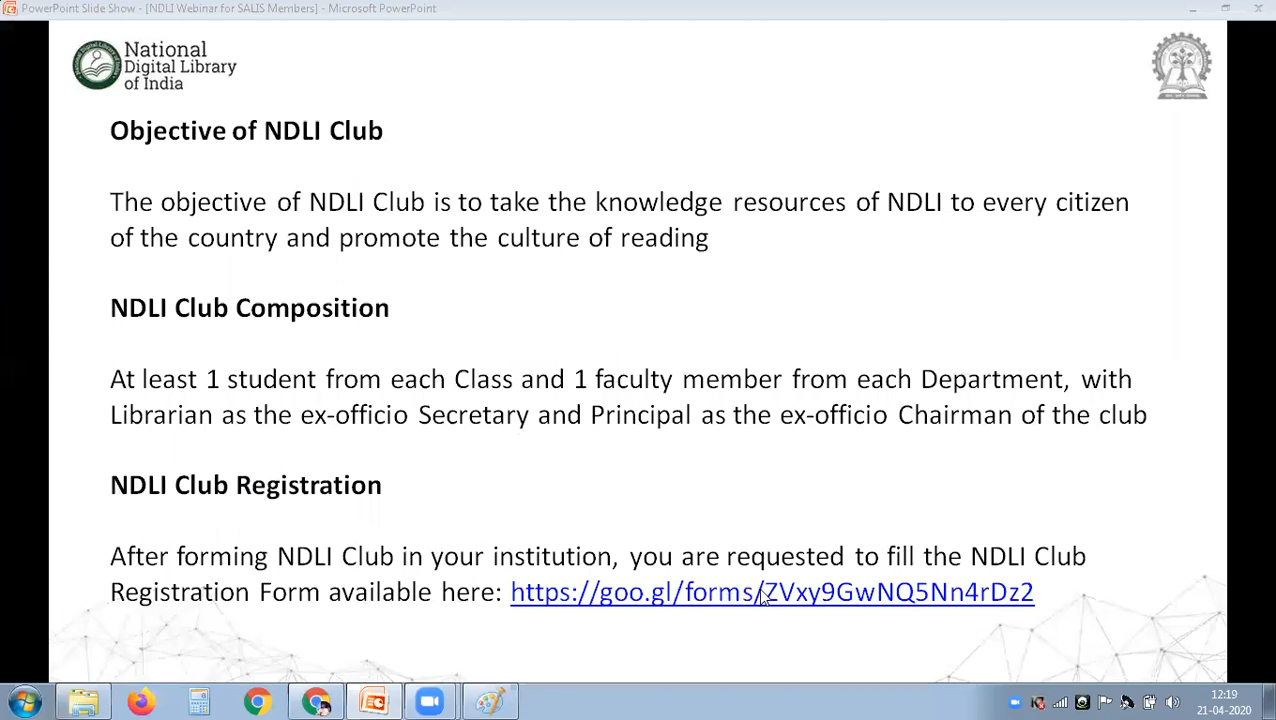 PowerPoint Slide Show - [NDLI Webinar for SALIS Members] - Microsoft PowerPoint
National
Digital Library
of India
Objective of NDLI Club
The objective of NDLI Club is to take the knowledge resources of NDLI to every citizen
of the country and promote the culture of reading
NDLI Club Composition
At least 1 student from each Class and 1 faculty member from each Department, with
Librarian as the ex-officio Secretary and Principal as the ex-officio Chairman of the club
NDLI Club Registration
After forming NDLI Club in your institution, you are requested to fill the NDLI Club
Registration Form available here: https://goo.gl/forms/ZVxy9GwNQ5Nn4rDz2
12:19
21-04-2020